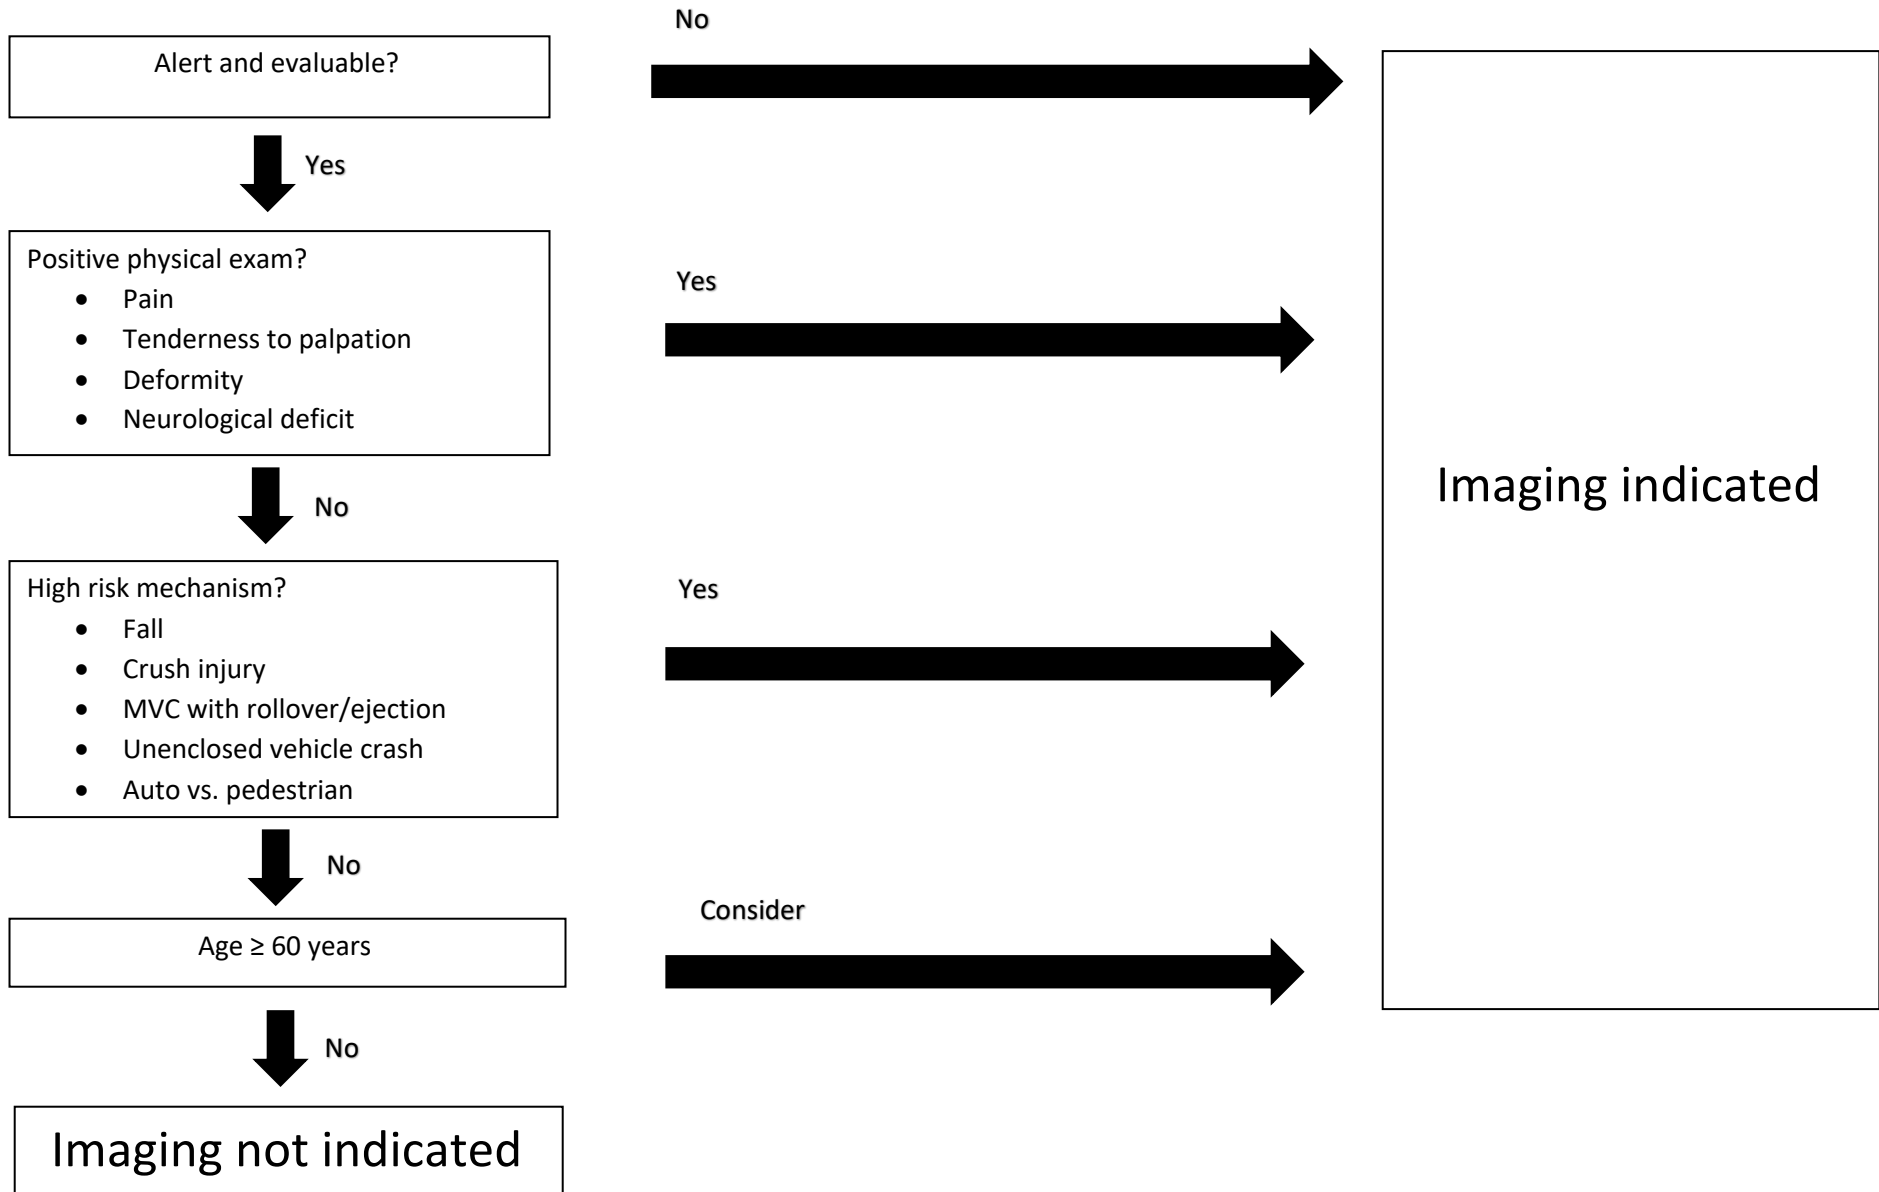 No
Alert and evaluable?
Yes
Positive physical exam?
• Pain
• Tenderness to palpation
• Deformity
• Neurological deficit
Yes
No
High risk mechanism?
• Fall
• Crush injury
• MVC with rollover/ejection
• Unenclosed vehicle crash
• Auto vs. pedestrian
Yes
No
Age ≥ 60 years
Consider
No
Imaging not indicated
Imaging indicated